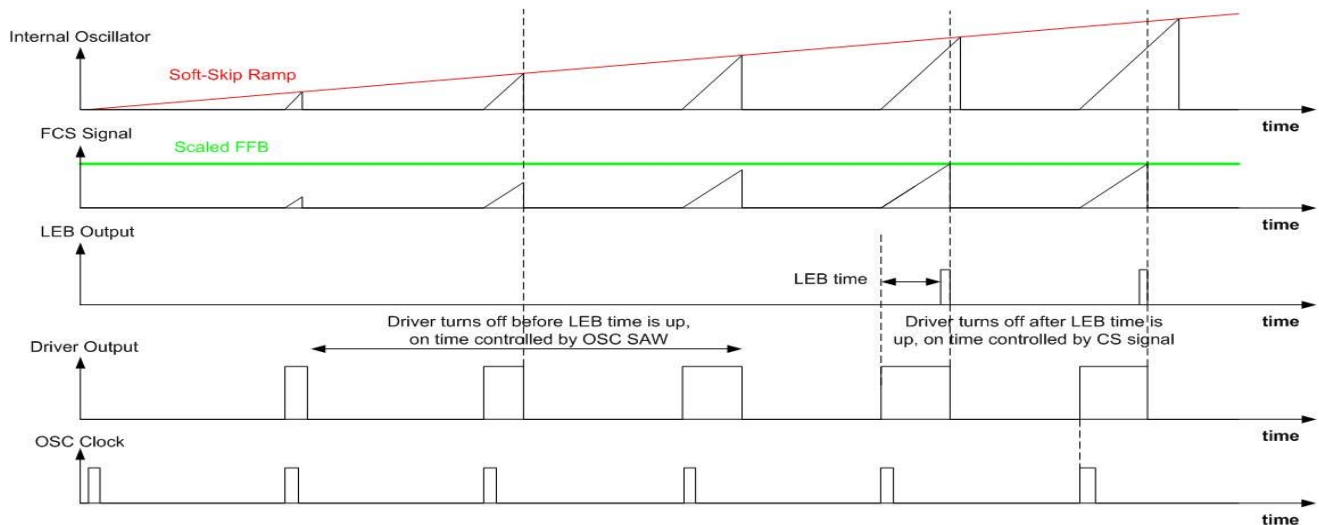 Internal Oscillator
Soft-Skip Ramp
time
FCS Signal
Scaled FFB
time
LEB Output
LEB time
time
Driver turns off before LEB time is up,
on time controlled by OSC SAW
Driver turns off after LEB time is
up, on time controlled by CS signal
Driver Output
time
OSC Clock
time